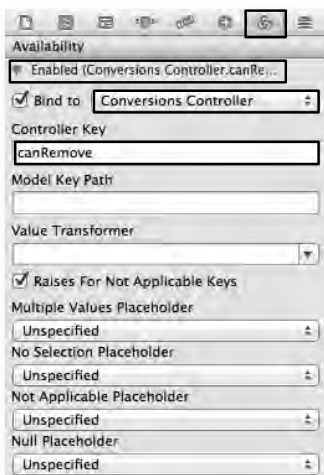 Availability
Enabled (Conversions Controller.canRe...
Bind to Conversions Controller
Controller Key
canRemove
Model Key Path
Value Transformer
Raises For Not Applicable Keys
Multiple Values Placeholder
Unspecified
No Selection Placeholder
Unspecified
Not Applicable Placeholder
Unspecified
Null Placeholder
Unspecified